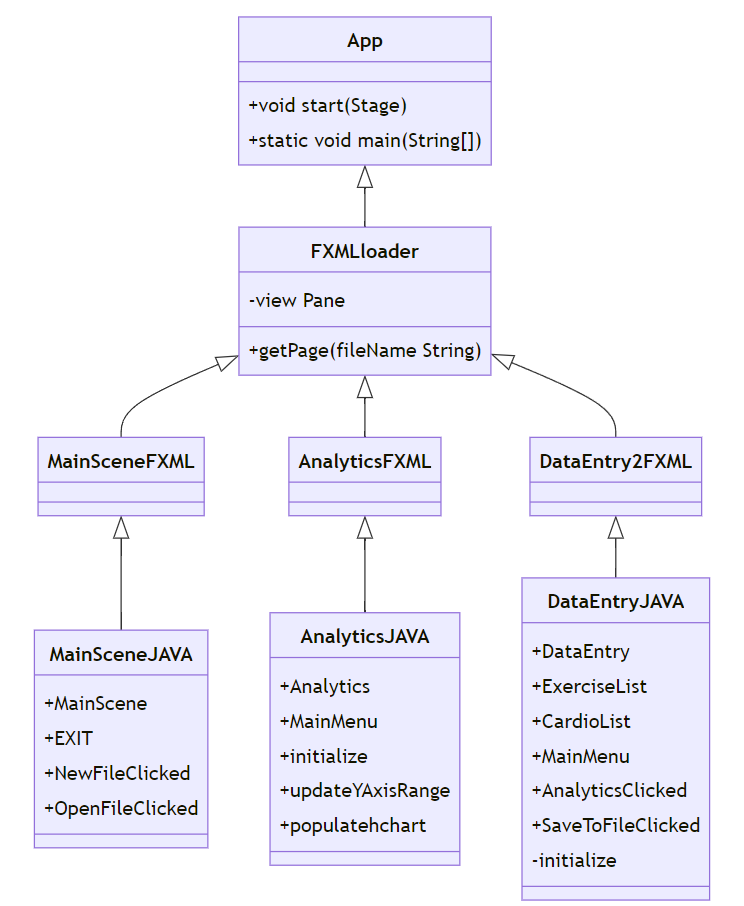 App
+void start(Stage)
+static void main(String[])
FXMLloader
-view Pane
+getPage(fileName String)
MainSceneFXML
AnalyticsFXML
DataEntry2FXML
MainSceneJAVA
+MainScene
+EXIT
+NewFileClicked
+OpenFileClicked
AnalyticsJAVA
+Analytics
+MainMenu
+initialize
+updateYAxisRange
+populatehchart
DataEntryJAVA
+DataEntry
+ExerciseList
+CardioList
+MainMenu
+AnalyticsClicked
+SaveToFileClicked
-initialize